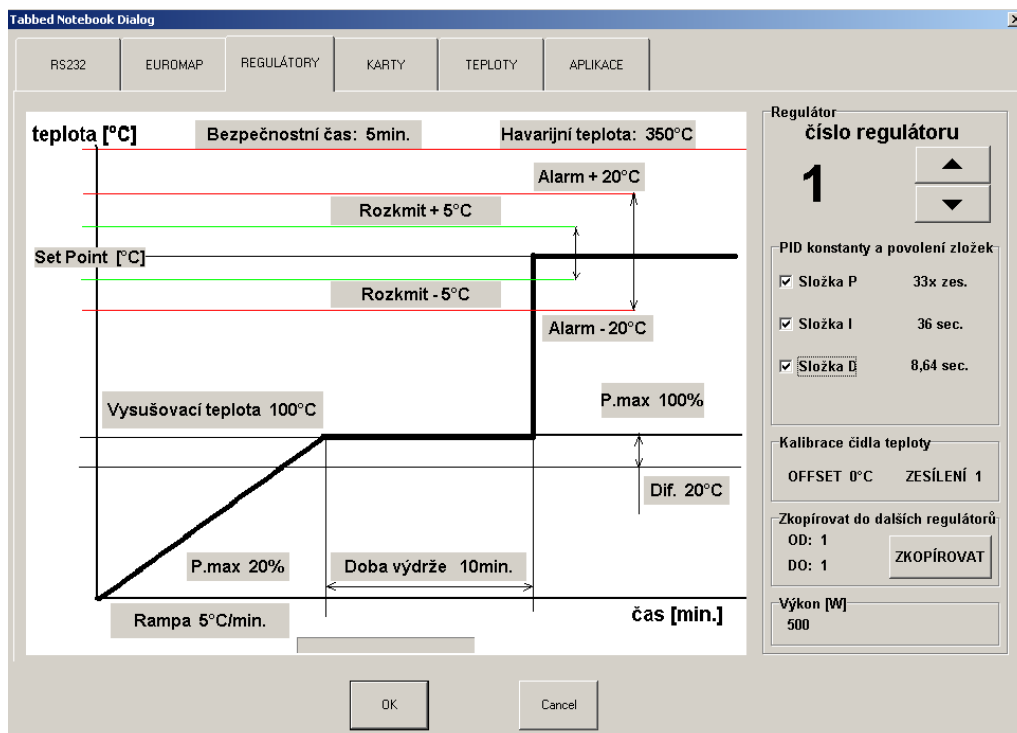 Tabbed Notebook Dialog
RS232
EUROMAP
REGULÁTORY
KARTY
TEPLOTY
APLIKACE
teplota [ºC]
Bezpečnostní čas: 5min.
Havarijní teplota: 350°C
Alarm + 20°C
Rozkmit + 5°C
Set Point [°C]
Rozkmit - 5°C
Alarm - 20°C
Vysušovací teplota 100°C
P.max 100%
Dif. 20°C
P.max 20%
Doba výdrže 10min.
Rampa 5°C/min.
čas [min.]
Regulátor
číslo regulátoru
1
PID konstanty a povolení zložek
Složka P 33x zes.
Složka I 36 sec.
Složka D 8,64 sec.
Kalibrace čidla teploty
OFFSET 0°C ZESÍLENÍ 1
Zkopírovat do dalších regulátorů
OD: 1
DO: 1
ZKOPÍROVAT
Výkon [W]
500
OK
Cancel